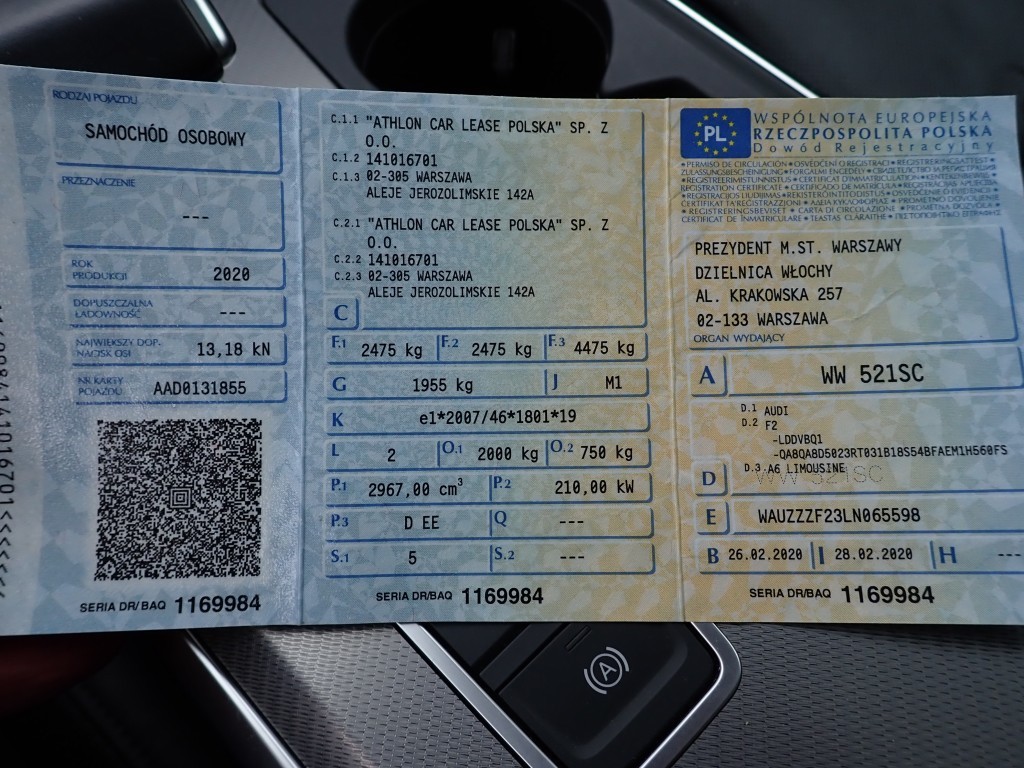 RODZAJ POJAZDU
SAMOCHÓD OSOBOWY
PRZEZNACZENIE
---
ROK PRODUKCJI 2020
DOPUSZCZALNA ŁADOWNOŚĆ ---
NAJWIĘKSZY DOP. NACISK OSI 13,18 kN
NR KARTY POJAZDU AAD0131855
SERIA DR/BAQ 1169984
C.1.1 "ATHLON CAR LEASE POLSKA" SP. Z
O.O.
C.1.2 141016701
C.1.3 02-305 WARSZAWA
ALEJE JEROZOLIMSKIE 142A
C.2.1 "ATHLON CAR LEASE POLSKA" SP. Z
O.O.
C.2.2 141016701
C.2.3 02-305 WARSZAWA
ALEJE JEROZOLIMSKIE 142A
C
F.1 2475 kg F.2 2475 kg F.3 4475 kg
G 1955 kg J M1
K e1*2007/46*1801*19
L 2 O.1 2000 kg O.2 750 kg
P.1 2967,00 cm³ P.2 210,00 kW
P.3 D EE Q ---
S.1 5 S.2 ---
SERIA DR/BAQ 1169984
PL
WSPÓLNOTA EUROPEJSKA
RZECZPOSPOLITA POLSKA
Dowód Rejestracyjny
PREZYDENT M.ST. WARSZAWY
DZIELNICA WŁOCHY
AL. KRAKOWSKA 257
02-133 WARSZAWA
ORGAN WYDAJĄCY
A WW 521SC
D.1 AUDI
D.2 F2
-LDDVBQ1
-QA8QA8D5023RT031B18S54BFAEM1H560FS
D.3 A6 LIMOUSINE
WW 521SC
D
E WAUZZZF23LN065598
B 26.02.2020 I 28.02.2020 H ---
SERIA DR/BAQ 1169984
A